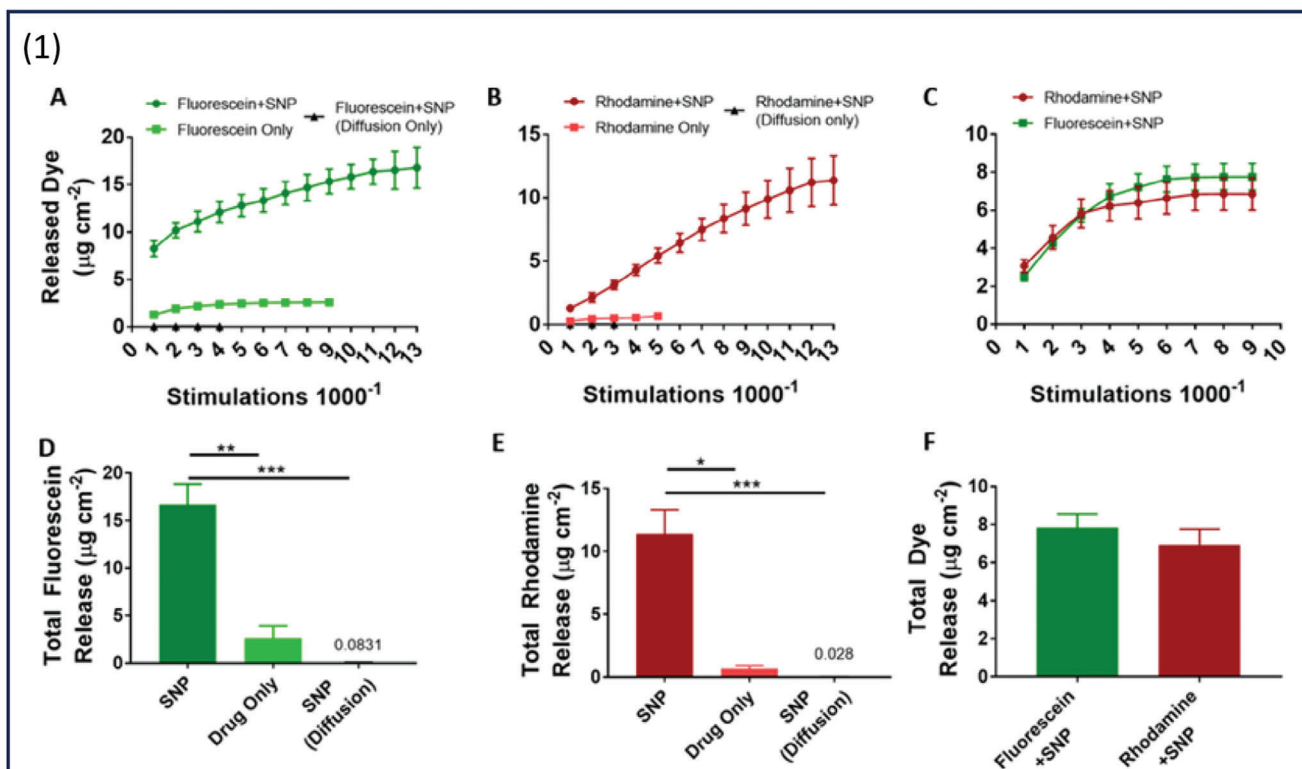 (1)
A
Fluorescein+SNP
Fluorescein Only
Fluorescein+SNP
(Diffusion Only)
Released Dye
(μg cm⁻²)
20
15
10
5
0
0 1 2 3 4 5 6 7 8 9 10 11 12 13
Stimulations 1000⁻¹
B
Rhodamine+SNP
Rhodamine Only
Rhodamine+SNP
(Diffusion only)
15
10
5
0
0 1 2 3 4 5 6 7 8 9 10 11 12 13
Stimulations 1000⁻¹
C
Rhodamine+SNP
Fluorescein+SNP
10
8
6
4
2
0
0 1 2 3 4 5 6 7 8 9 10
Stimulations 1000⁻¹
D
**
***
Total Fluorescein
Release (μg cm⁻²)
20
15
10
5
0
0.0831
SNP
Drug Only
SNP
(Diffusion)
E
*
***
Total Rhodamine
Release (μg cm⁻²)
15
10
5
0
0.028
SNP
Drug Only
SNP
(Diffusion)
F
Total Dye
Release (μg cm⁻²)
10
8
6
4
2
0
Fluorescein
+SNP
Rhodamine
+SNP